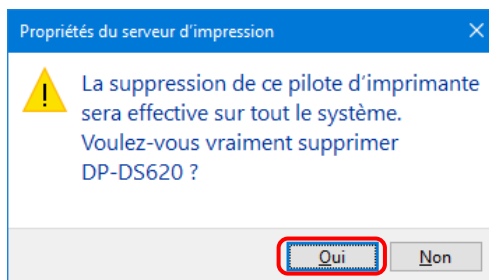 Propriétés du serveur d'impression
La suppression de ce pilote d'imprimante
sera effective sur tout le système.
Voulez-vous vraiment supprimer
DP-DS620 ?
Oui Non